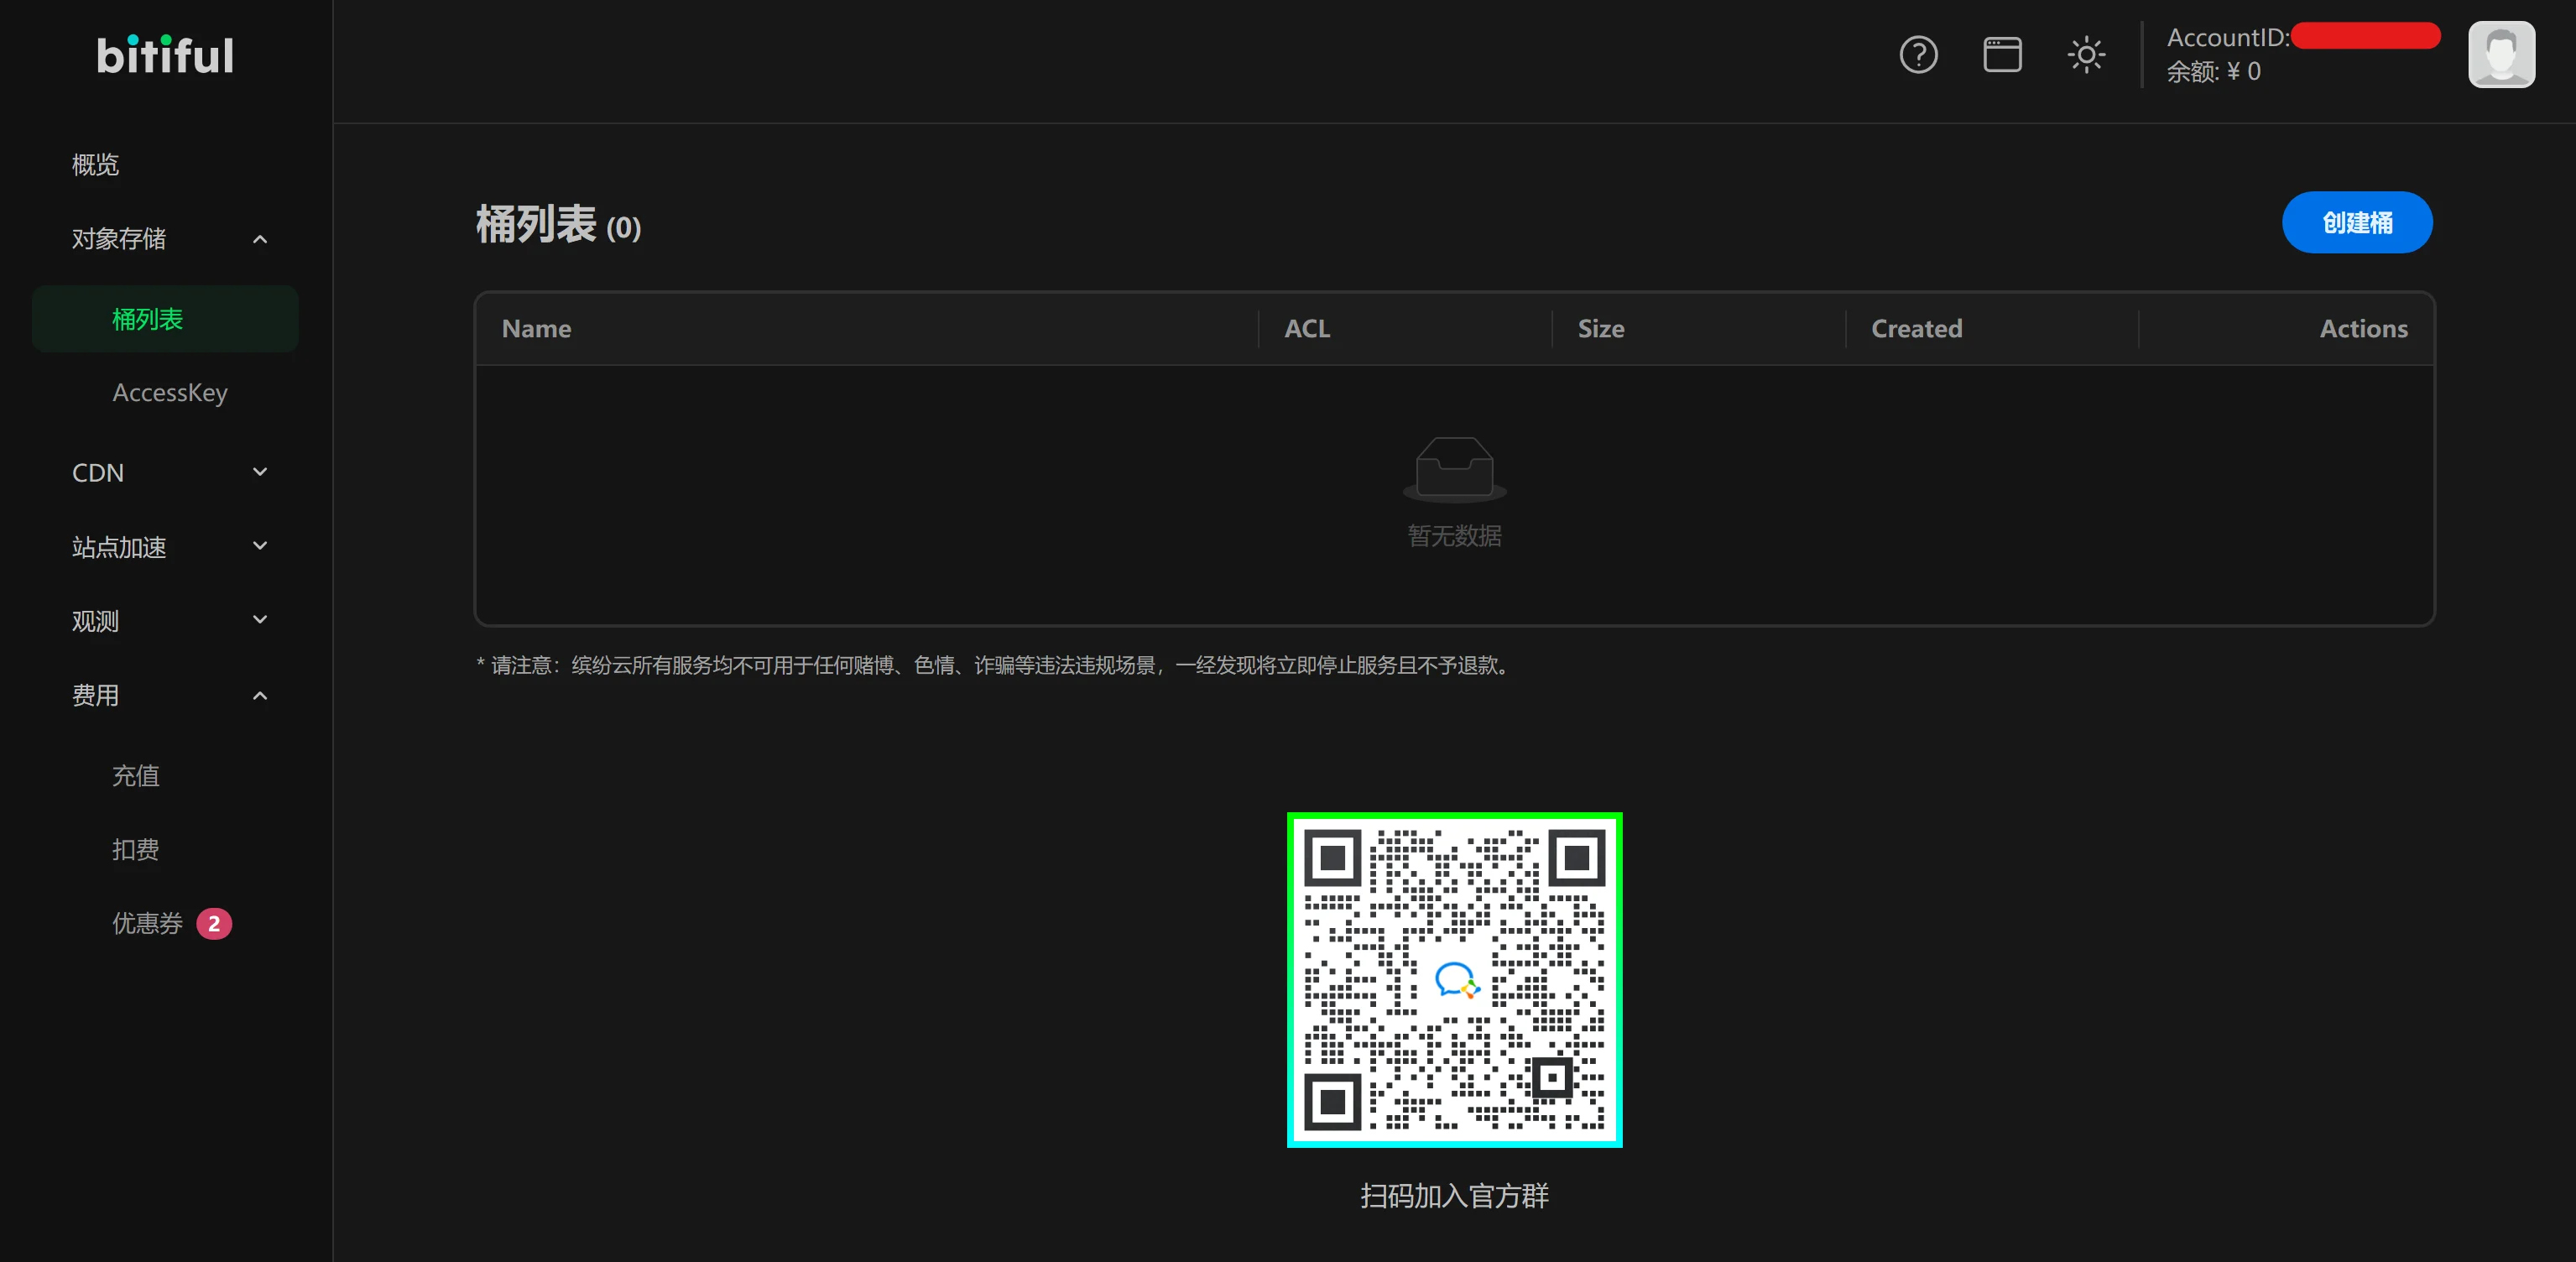 bitiful
AccountID:
余额: ¥ 0
概览
对象存储
桶列表
AccessKey
CDN
站点加速
观测
费用
充值
扣费
优惠券 2
桶列表 (0)
创建桶
Name ACL Size Created Actions
暂无数据
* 请注意：缤纷云所有服务均不可用于任何赌博、色情、诈骗等违法违规场景，一经发现将立即停止服务且不予退款。
扫码加入官方群